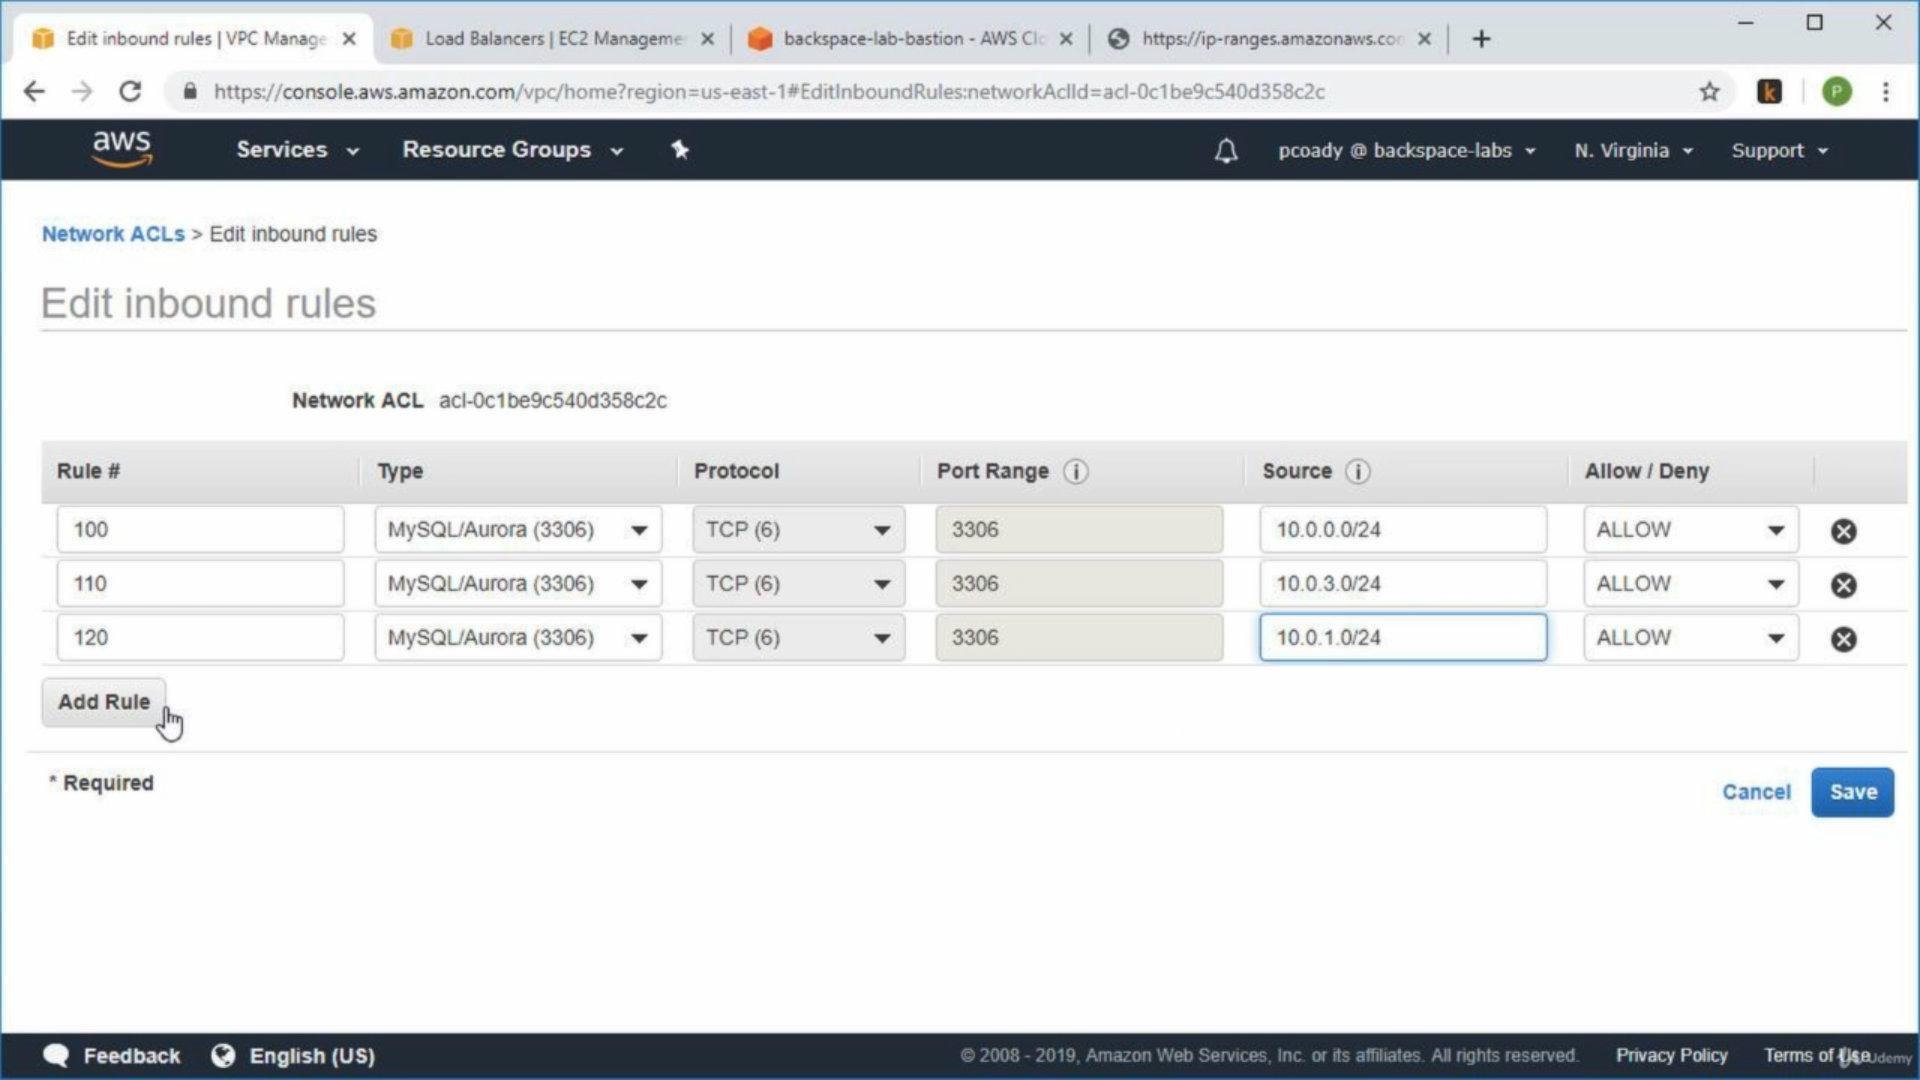 Edit inbound rules | VPC Manage
Load Balancers | EC2 Manageme
backspace-lab-bastion - AWS Clo
https://ip-ranges.amazonaws.co
https://console.aws.amazon.com/vpc/home?region=us-east-1#EditInboundRules:networkAclId=acl-0c1be9c540d358c2c
k
P
aws
Services
Resource Groups
pcoady @ backspace-labs
N. Virginia
Support
Network ACLs > Edit inbound rules
Edit inbound rules
Network ACL acl-0c1be9c540d358c2c
Rule # Type Protocol Port Range i Source i Allow / Deny
100 MySQL/Aurora (3306) TCP (6) 3306 10.0.0.0/24 ALLOW
110 MySQL/Aurora (3306) TCP (6) 3306 10.0.3.0/24 ALLOW
120 MySQL/Aurora (3306) TCP (6) 3306 10.0.1.0/24 ALLOW
Add Rule
* Required
Cancel
Save
Feedback
English (US)
© 2008 - 2019, Amazon Web Services, Inc. or its affiliates. All rights reserved.
Privacy Policy
Terms of Use
Udemy